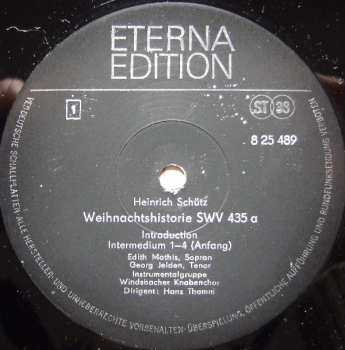 ETERNA
EDITION
1
ST 33
8 25 489
Heinrich Schütz
Weihnachtshistorie SWV 435 a
Introduction
Intermedium 1–4 (Anfang)
Edith Mathis, Sopran
Georg Jelden, Tenor
Instrumentalgruppe
Windsbacher Knabenchor
Dirigent: Hans Thamm
VEB DEUTSCHE SCHALLPLATTEN ALLE HERSTELLER- UND URHEBERRECHTE VORBEHALTEN · ÜBERSPIELUNG, ÖFFENTLICHE AUFFÜHRUNG UND RUNDFUNKSENDUNG VERBOTEN